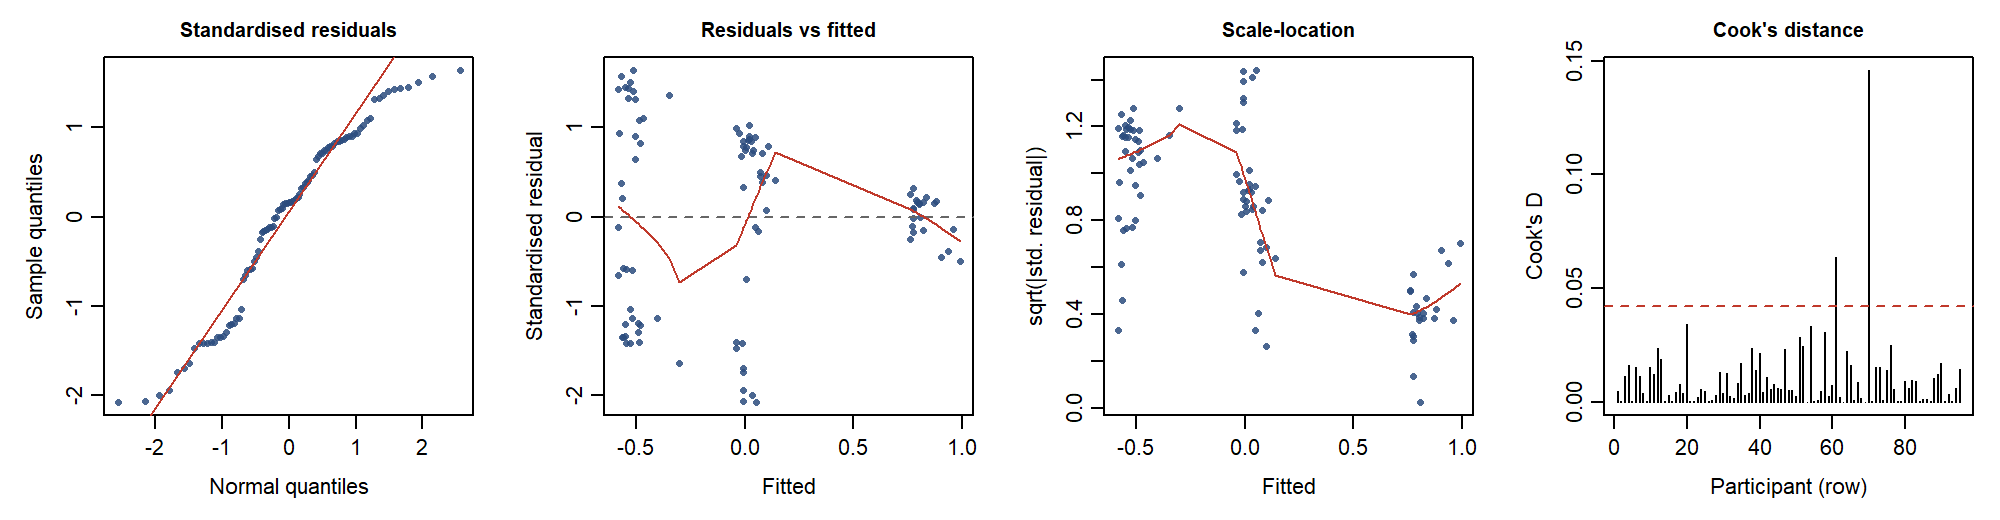 Standardised residuals
Sample quantiles
1
0
-1
-2
-2
-1
0
1
2
Normal quantiles
Residuals vs fitted
Standardised residual
1
0
-1
-2
-0.5
0.0
0.5
1.0
Fitted
Scale-location
sqrt(|std. residual|)
1.2
0.8
0.4
0.0
-0.5
0.0
0.5
1.0
Fitted
Cook's distance
Cook's D
0.15
0.10
0.05
0.00
0
20
40
60
80
Participant (row)